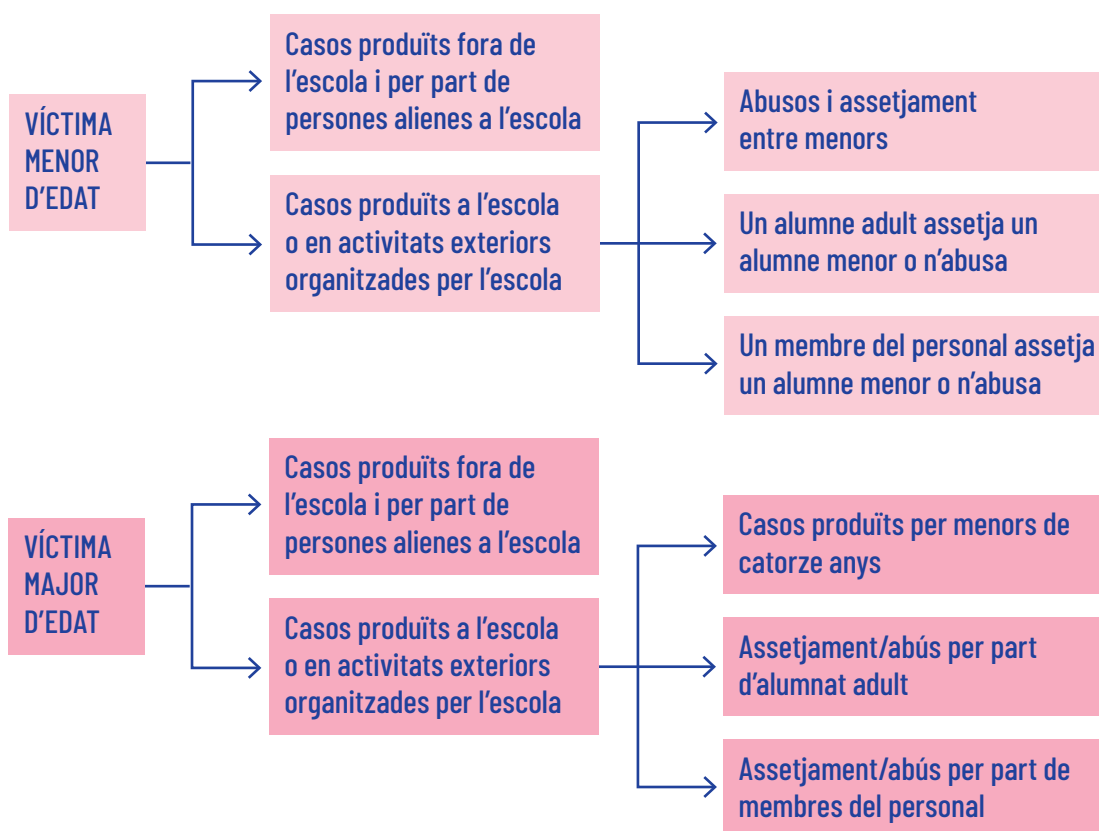 VÍCTIMA
MENOR
D'EDAT
Casos produïts fora de
l'escola i per part de
persones alienes a l'escola
Casos produïts a l'escola
o en activitats exteriors
organitzades per l'escola
Abusos i assetjament
entre menors
Un alumne adult assetja un
alumne menor o n'abusa
Un membre del personal assetja
un alumne menor o n'abusa
VÍCTIMA
MAJOR
D'EDAT
Casos produïts fora de
l'escola i per part de
persones alienes a l'escola
Casos produïts a l'escola
o en activitats exteriors
organitzades per l'escola
Casos produïts per menors de
catorze anys
Assetjament/abús per part
d'alumnat adult
Assetjament/abús per part de
membres del personal